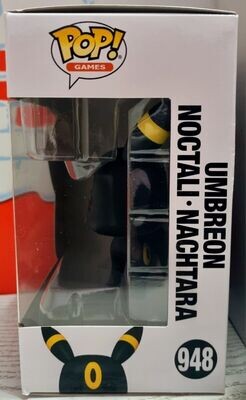 POP!
GAMES
UMBREON
NOCTALI • NACHTARA
948